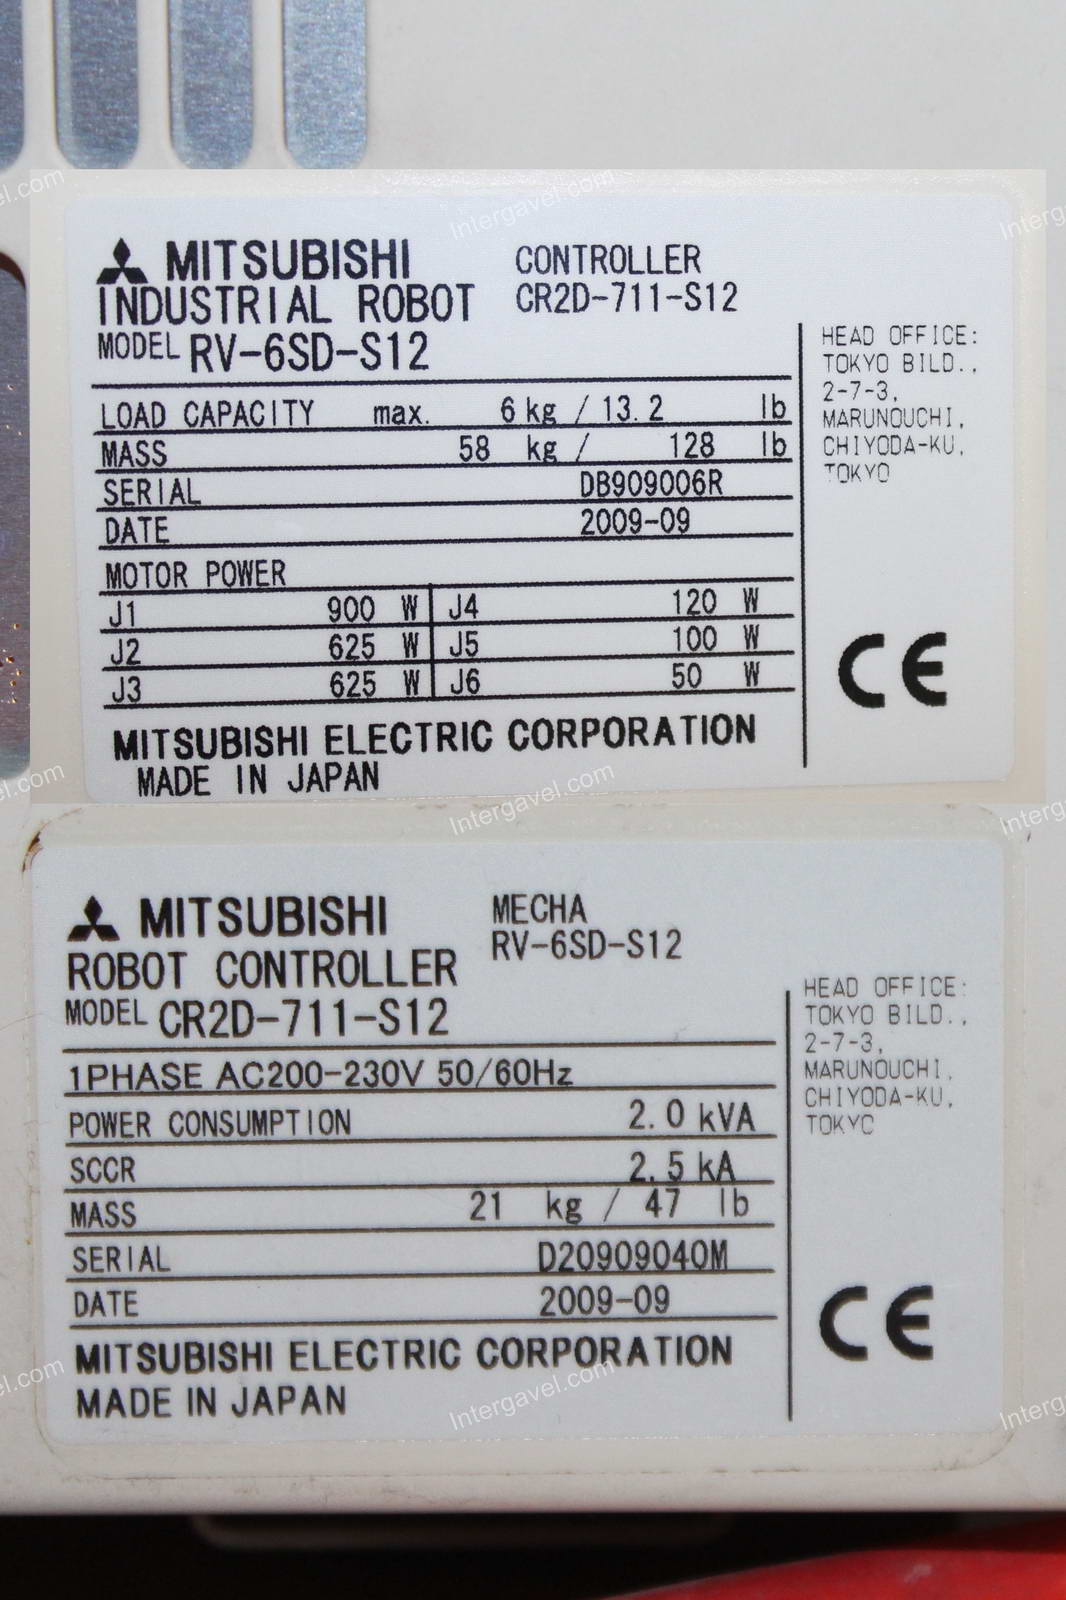 MITSUBISHI
INDUSTRIAL ROBOT
MODEL RV-6SD-S12
CONTROLLER
CR2D-711-S12
LOAD CAPACITY max. 6 kg / 13.2 lb
MASS 58 kg / 128 lb
SERIAL DB909006R
DATE 2009-09
MOTOR POWER
J1 900 W J4 120 W
J2 625 W J5 100 W
J3 625 W J6 50 W
MITSUBISHI ELECTRIC CORPORATION
MADE IN JAPAN
HEAD OFFICE:
TOKYO BILD.,
2-7-3,
MARUNOUCHI,
CHIYODA-KU,
TOKYO
CE
MITSUBISHI
ROBOT CONTROLLER
MODEL CR2D-711-S12
MECHA
RV-6SD-S12
1PHASE AC200-230V 50/60Hz
POWER CONSUMPTION 2.0 kVA
SCCR 2.5 kA
MASS 21 kg / 47 lb
SERIAL D20909040M
DATE 2009-09
MITSUBISHI ELECTRIC CORPORATION
MADE IN JAPAN
HEAD OFFICE:
TOKYO BILD.,
2-7-3,
MARUNOUCHI,
CHIYODA-KU,
TOKYO
CE
Intergavel.com
Intergavel.com
Intergavel.com